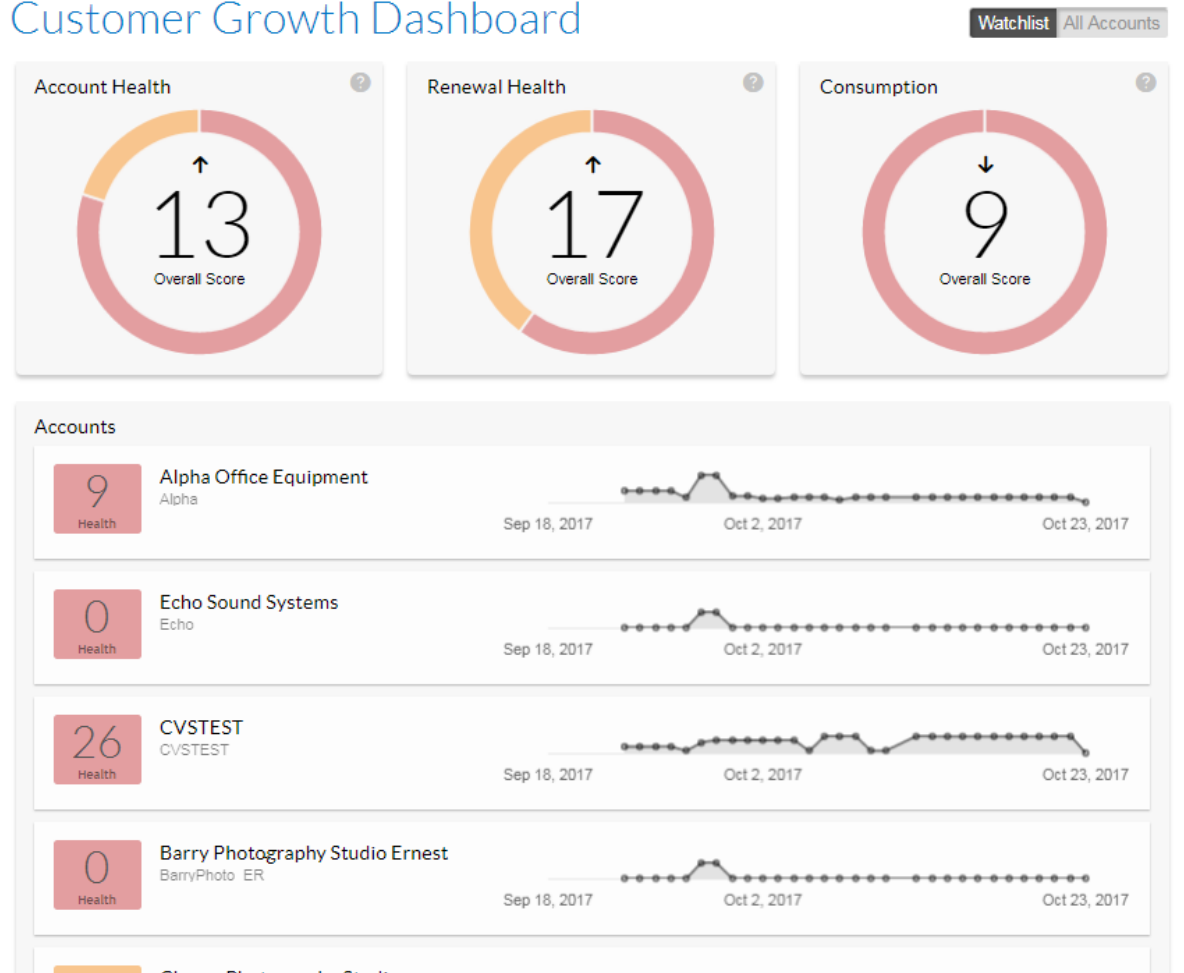 Customer Growth Dashboard
Watchlist All Accounts
Account Health ?
↑
13
Overall Score
Renewal Health ?
↑
17
Overall Score
Consumption ?
↓
9
Overall Score
Accounts
9
Health
Alpha Office Equipment
Alpha
Sep 18, 2017 Oct 2, 2017 Oct 23, 2017
0
Health
Echo Sound Systems
Echo
Sep 18, 2017 Oct 2, 2017 Oct 23, 2017
26
Health
CVSTEST
CVSTEST
Sep 18, 2017 Oct 2, 2017 Oct 23, 2017
0
Health
Barry Photography Studio Ernest
BarryPhoto_ER
Sep 18, 2017 Oct 2, 2017 Oct 23, 2017